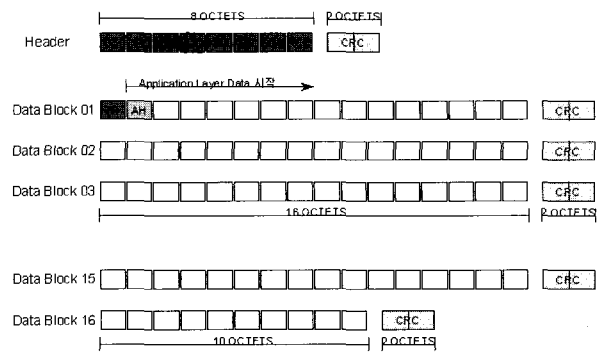 8 OCTETS
2 OCTETS
Header
CRC
Application Layer Data 시작
Data Block 01
AH
CRC
Data Block 02
CRC
Data Block 03
CRC
16 OCTETS
2 OCTETS
Data Block 15
CRC
Data Block 16
CRC
10 OCTETS
2 OCTETS